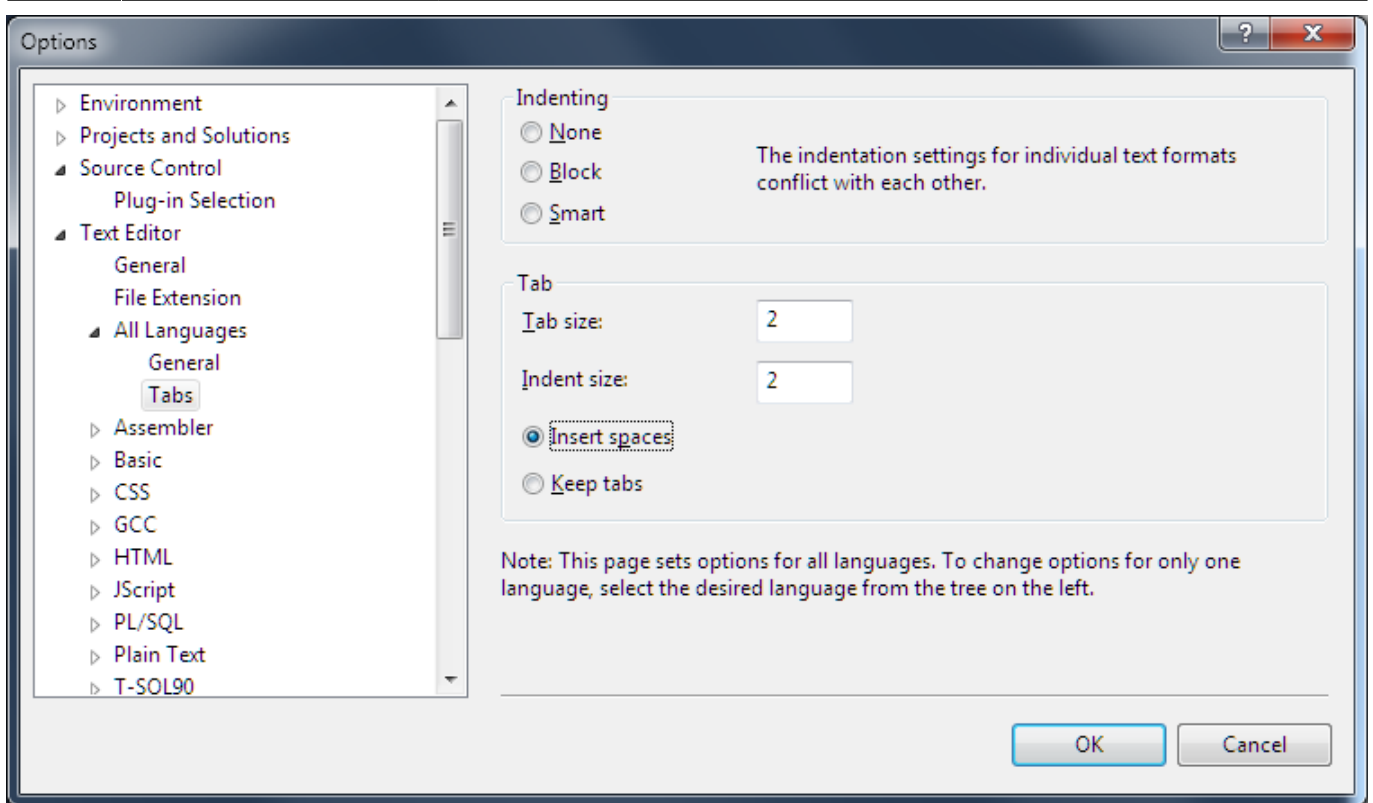 Options
Environment
Projects and Solutions
Source Control
Plug-in Selection
Text Editor
General
File Extension
All Languages
General
Tabs
Assembler
Basic
CSS
GCC
HTML
JScript
PL/SQL
Plain Text
T-SQL90
Indenting
None
Block
Smart
The indentation settings for individual text formats
conflict with each other.
Tab
Tab size: 2
Indent size: 2
Insert spaces
Keep tabs
Note: This page sets options for all languages. To change options for only one
language, select the desired language from the tree on the left.
OK Cancel